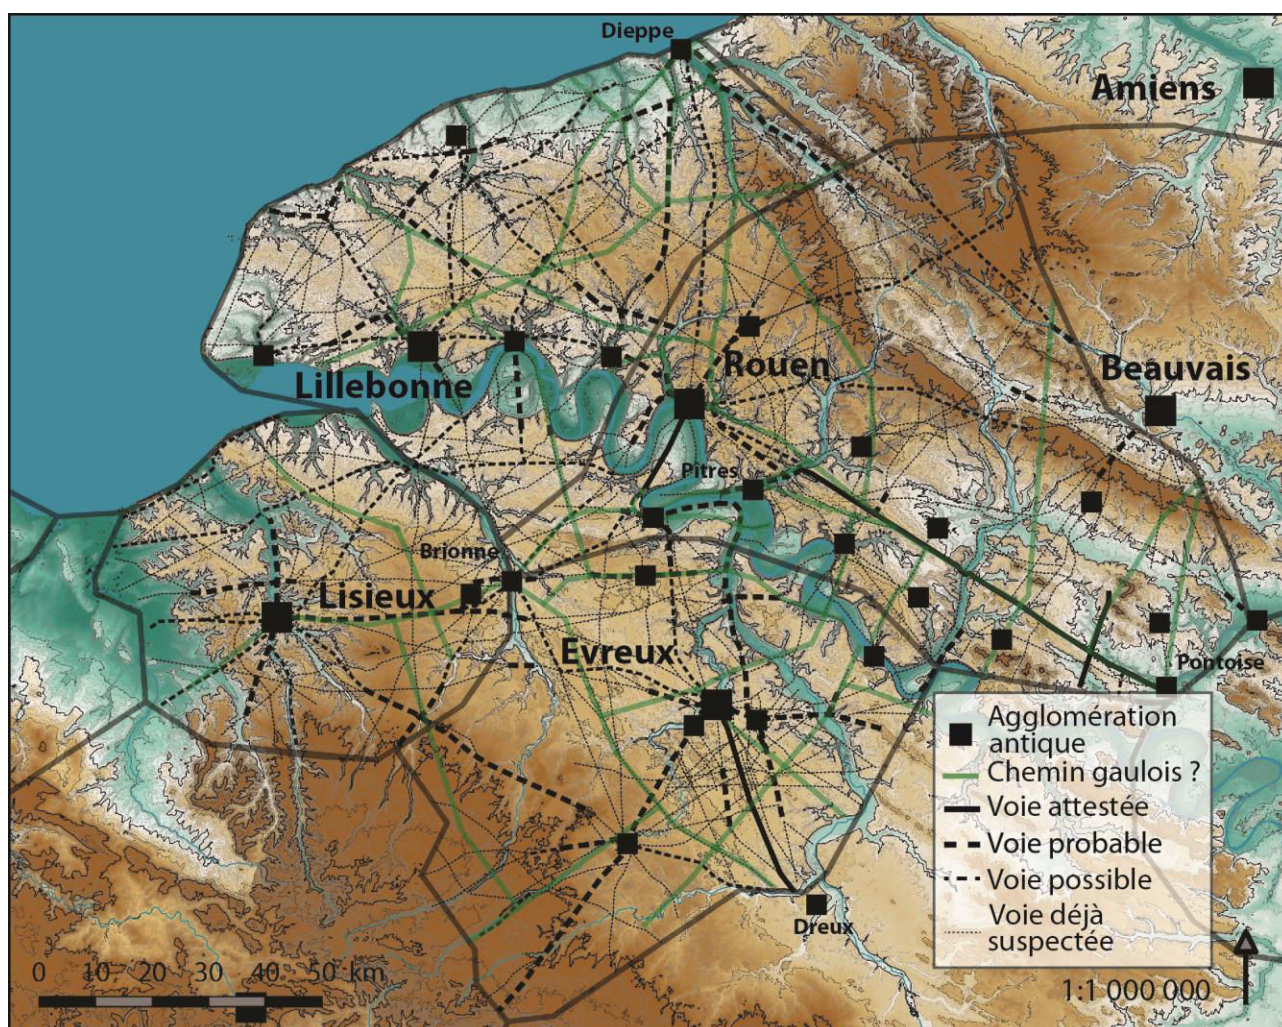 Dieppe
Amiens
Rouen
Beauvais
Lillebonne
Pitres
Brionne
Lisieux
Evreux
Pontoise
Dreux
Agglomération
antique
Chemin gaulois ?
Voie attestée
Voie probable
Voie possible
Voie déjà
suspectée
0 10 20 30 40 50 km
1:1 000 000